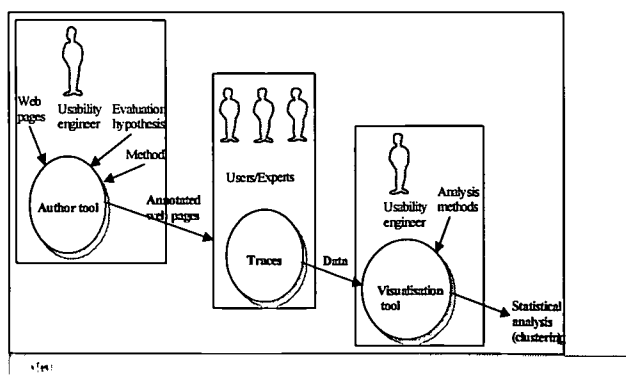 Web
pages
Usability
engineer
Evaluation
hypothesis
Method
Author tool
Annotated
web pages
Users/Experts
Traces
Data
Usability
engineer
Analysis
methods
Visualisation
tool
Statistical
analysis
(clustering